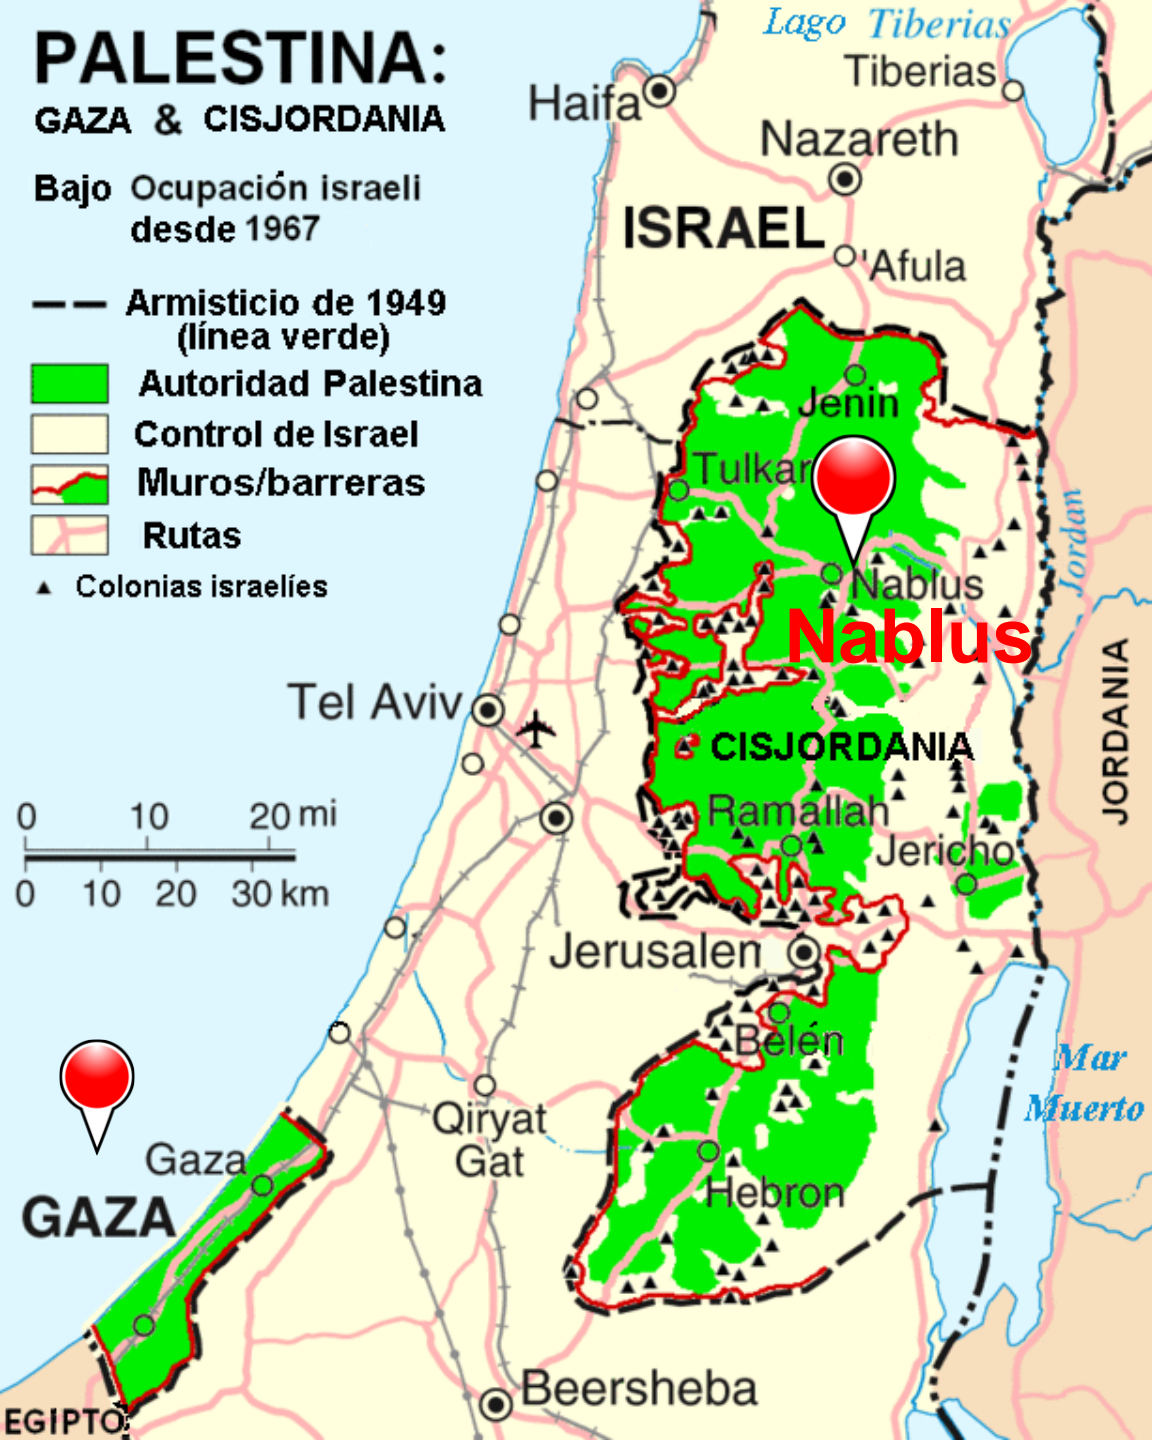 PALESTINA:
GAZA & CISJORDANIA
Bajo Ocupación israeli
desde 1967
Armisticio de 1949
(línea verde)
Autoridad Palestina
Control de Israel
Muros/barreras
Rutas
Colonias israelíes
Lago Tiberias
Tiberias
Haifa
Nazareth
ISRAEL
'Afula
Jenin
Tulkar
Jordan
Nablus
Nablus
Tel Aviv
CISJORDANIA
JORDANIA
0 10 20 mi
0 10 20 30 km
Ramallah
Jericho
Jerusalen
Belén
Mar
Muerto
Qiryat
Gat
Gaza
GAZA
Hebron
Beersheba
EGIPTO